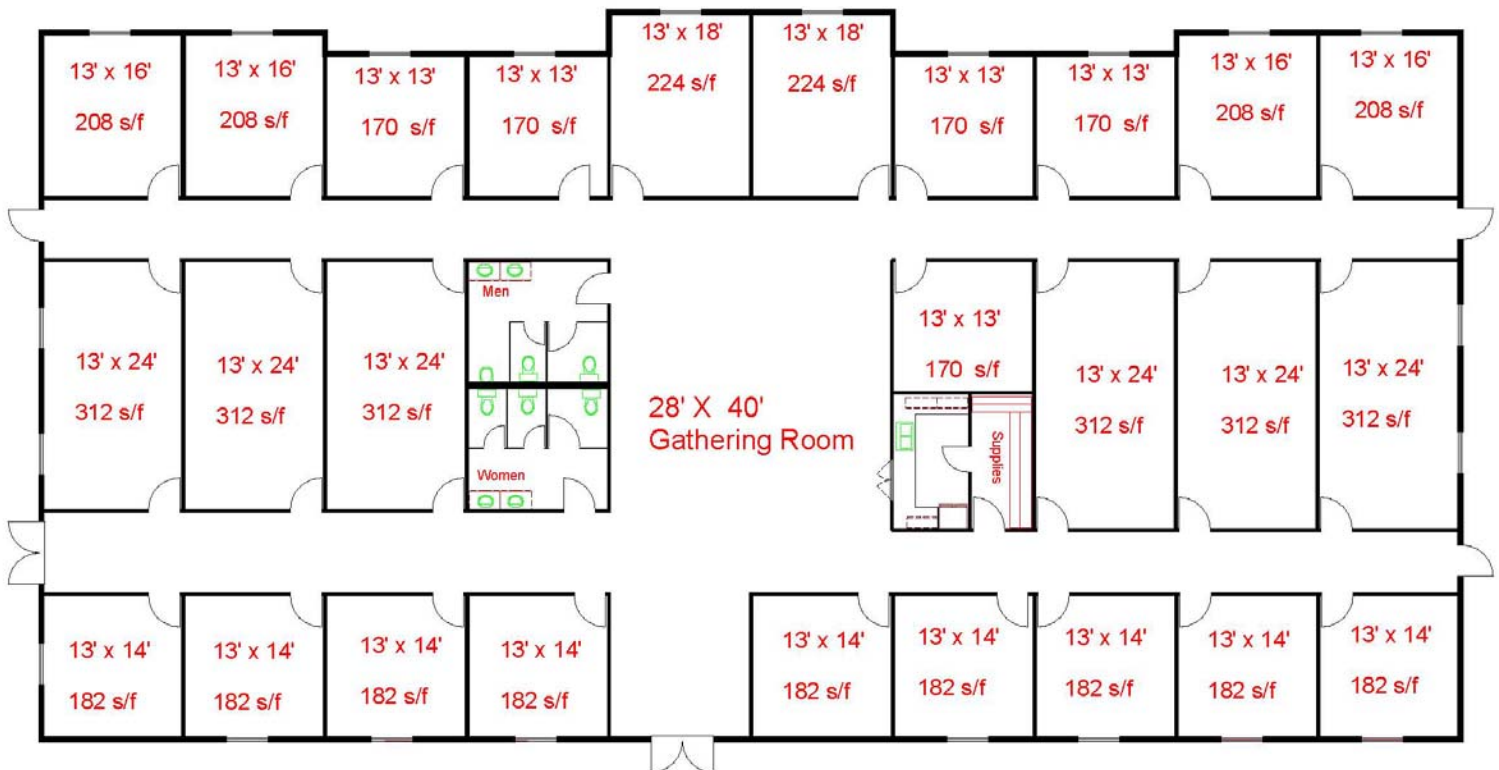 13' x 16'
208 s/f
13' x 16'
208 s/f
13' x 13'
170 s/f
13' x 13'
170 s/f
13' x 18'
224 s/f
13' x 18'
224 s/f
13' x 13'
170 s/f
13' x 13'
170 s/f
13' x 16'
208 s/f
13' x 16'
208 s/f
13' x 24'
312 s/f
13' x 24'
312 s/f
13' x 24'
312 s/f
Men
Women
28' X 40'
Gathering Room
13' x 13'
170 s/f
Supplies
13' x 24'
312 s/f
13' x 24'
312 s/f
13' x 24'
312 s/f
13' x 14'
182 s/f
13' x 14'
182 s/f
13' x 14'
182 s/f
13' x 14'
182 s/f
13' x 14'
182 s/f
13' x 14'
182 s/f
13' x 14'
182 s/f
13' x 14'
182 s/f
13' x 14'
182 s/f